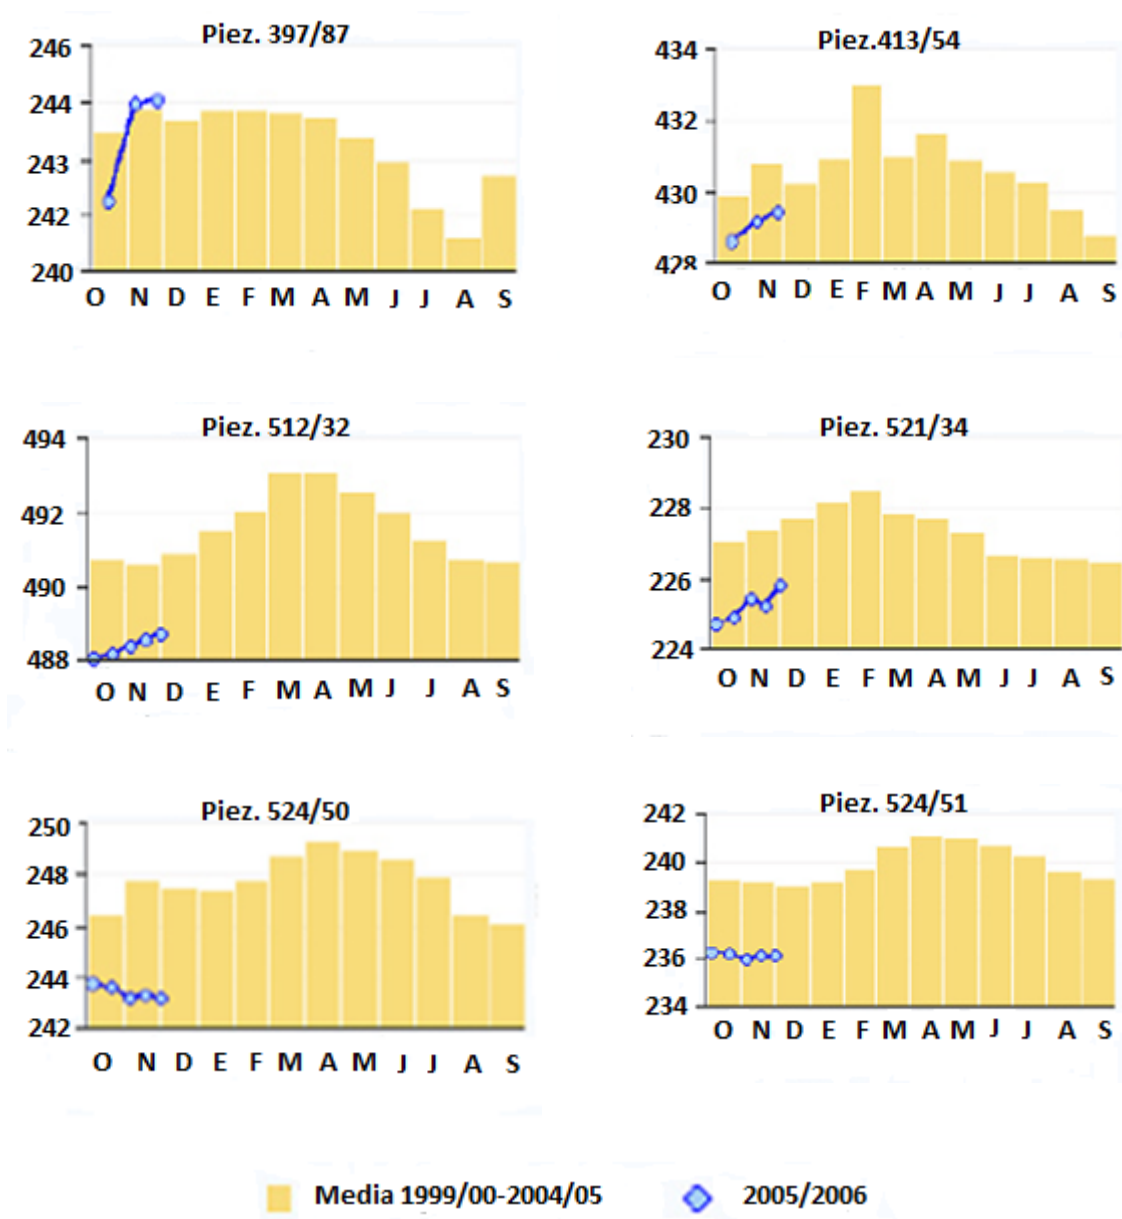 Piez. 397/87
246
244
243
242
240
O N D E F M A M J J A S
Piez.413/54
434
432
430
428
O N D E F M A M J J A S
Piez. 512/32
494
492
490
488
O N D E F M A M J J A S
Piez. 521/34
230
228
226
224
O N D E F M A M J J A S
Piez. 524/50
250
248
246
244
242
O N D E F M A M J J A S
Piez. 524/51
242
240
238
236
234
O N D E F M A M J J A S
Media 1999/00-2004/05 2005/2006